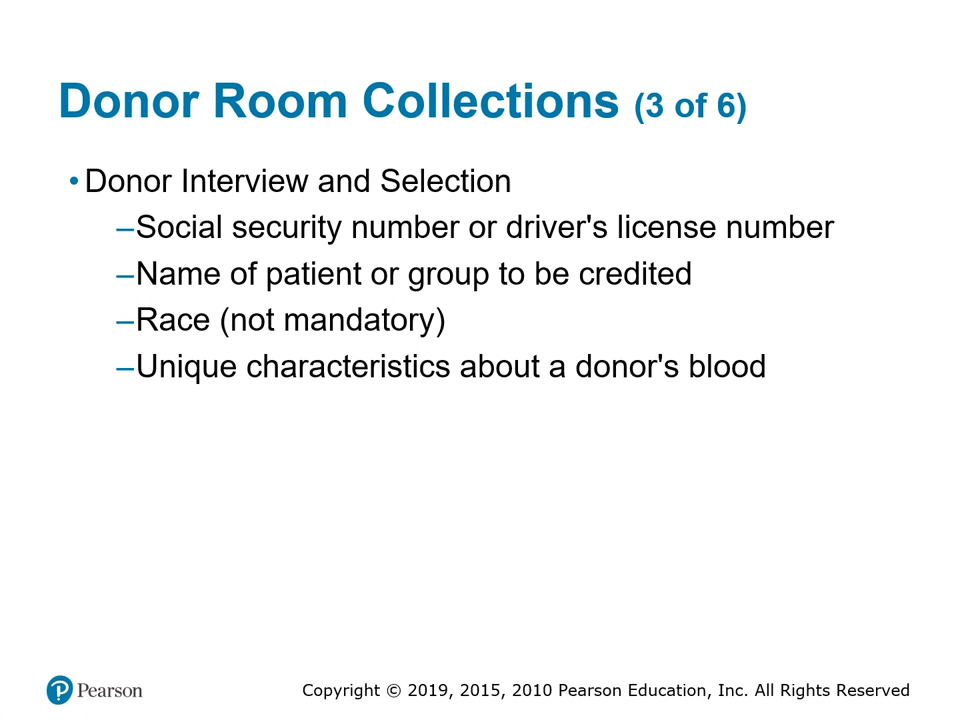 Donor Room Collections (3 of 6)
• Donor Interview and Selection
–Social security number or driver's license number
–Name of patient or group to be credited
–Race (not mandatory)
–Unique characteristics about a donor's blood
Pearson
Copyright © 2019, 2015, 2010 Pearson Education, Inc. All Rights Reserved